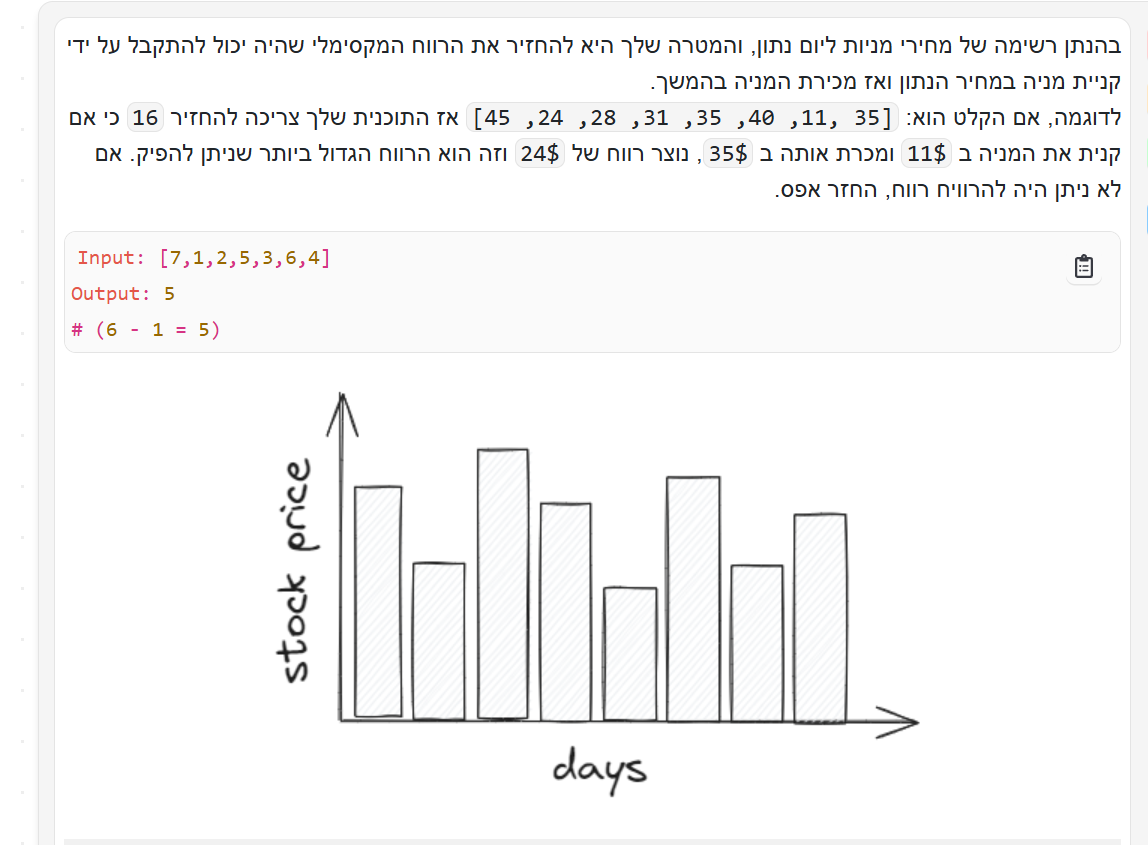 בהנתן רשימה של מחירי מניות ליום נתון, והמטרה שלך היא להחזיר את הרווח המקסימלי שהיה יכול להתקבל על ידי
קניית מניה במחיר הנתון ואז מכירת המניה בהמשך.
לדוגמה, אם הקלט הוא: [45 ,24 ,28 ,31 ,35 ,40 ,11, 35] אז התוכנית שלך צריכה להחזיר 16 כי אם
קנית את המניה ב 11$ ומכרת אותה ב 35$, נוצר רווח של 24$ וזה הוא הרווח הגדול ביותר שניתן להפיק. אם
לא ניתן היה להרוויח רווח, החזר אפס.
Input: [7,1,2,5,3,6,4]
Output: 5
# (6 - 1 = 5)
stock price
days